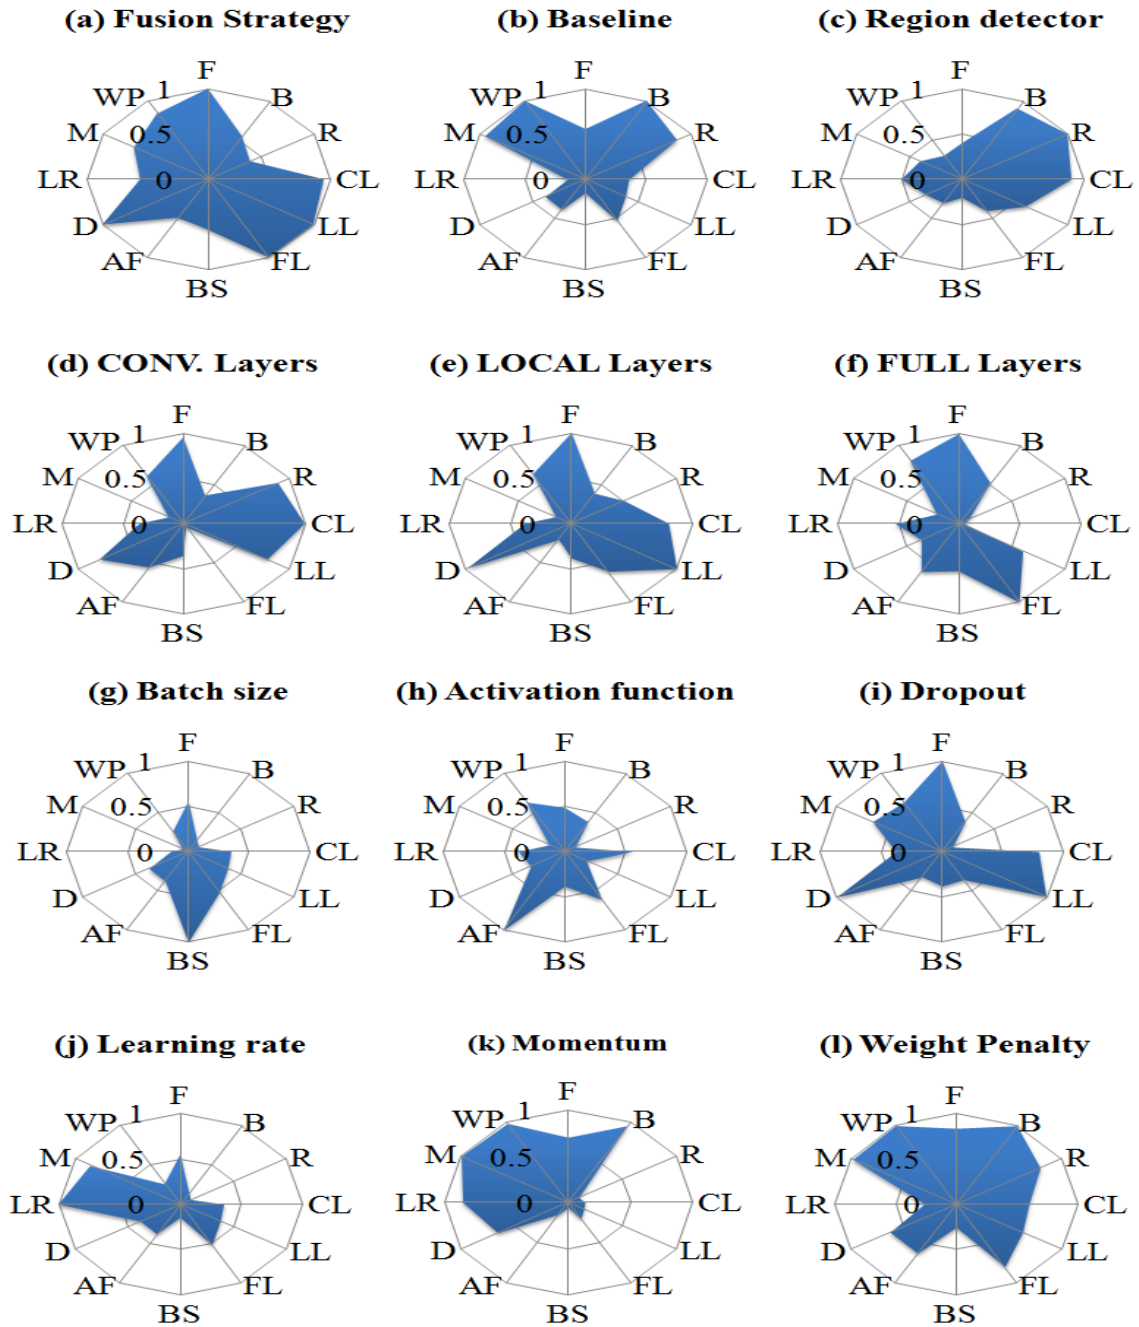 (a) Fusion Strategy (b) Baseline (c) Region detector
F F F
WP 1 B WP 1 B WP 1 B
M 0.5 R M 0.5 R M 0.5 R
LR 0 CL LR 0 CL LR 0 CL
D LL D LL D LL
AF FL AF FL AF FL
BS BS BS
(d) CONV. Layers (e) LOCAL Layers (f) FULL Layers
F F F
WP 1 B WP 1 B WP 1 B
M 0.5 R M 0.5 R M 0.5 R
LR 0 CL LR 0 CL LR 0 CL
D LL D LL D LL
AF FL AF FL AF FL
BS BS BS
(g) Batch size (h) Activation function (i) Dropout
F F F
WP 1 B WP 1 B WP 1 B
M 0.5 R M 0.5 R M 0.5 R
LR 0 CL LR 0 CL LR 0 CL
D LL D LL D LL
AF FL AF FL AF FL
BS BS BS
(j) Learning rate (k) Momentum (l) Weight Penalty
F F F
WP 1 B WP 1 B WP 1 B
M 0.5 R M 0.5 R M 0.5 R
LR 0 CL LR 0 CL LR 0 CL
D LL D LL D LL
AF FL AF FL AF FL
BS BS BS